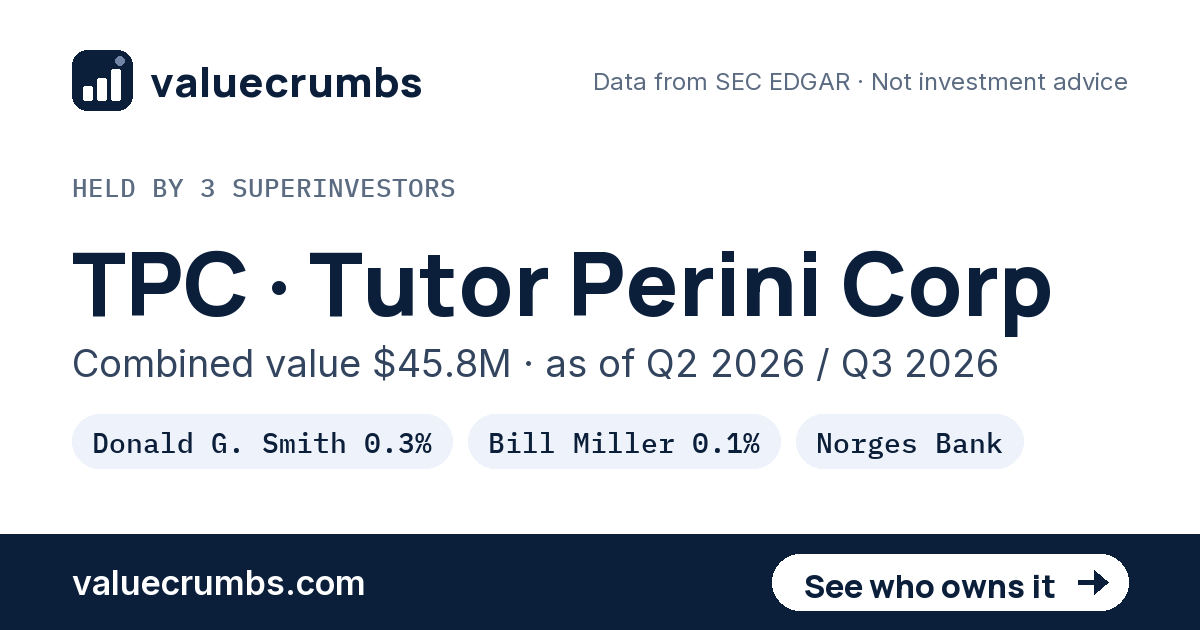 valuecrumbs
Data from SEC EDGAR · Not investment advice
HELD BY 3 SUPERINVESTORS
TPC · Tutor Perini Corp
Combined value $45.8M · as of Q2 2026 / Q3 2026
Donald G. Smith 0.3%
Bill Miller 0.1%
Norges Bank
valuecrumbs.com
See who owns it →